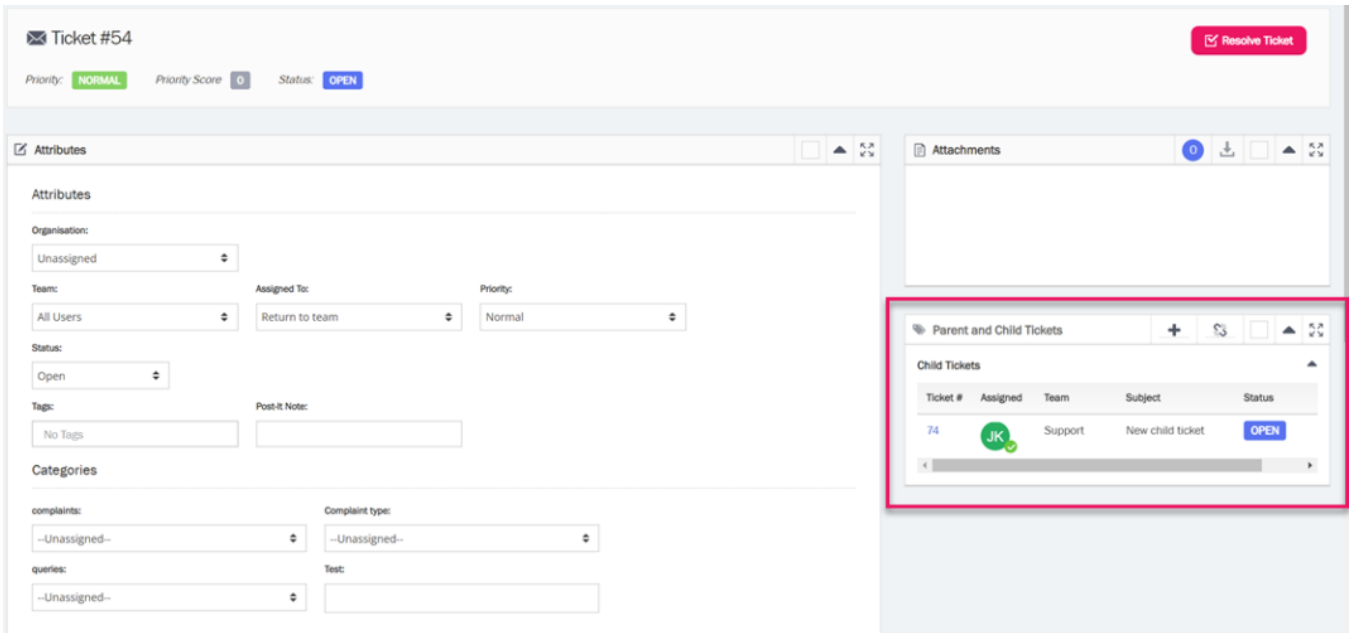 Ticket #54
Resolve Ticket
Priority: NORMAL Priority Score 0 Status: OPEN
Attributes
Attributes
Organisation:
Unassigned
Team: Assigned To: Priority:
All Users Return to team Normal
Status:
Open
Tags: Post-It Note:
No Tags
Categories
complaints: Complaint type:
--Unassigned-- --Unassigned--
queries: Test:
--Unassigned--
Attachments 0
Parent and Child Tickets
Child Tickets
Ticket # Assigned Team Subject Status
74 JK Support New child ticket OPEN